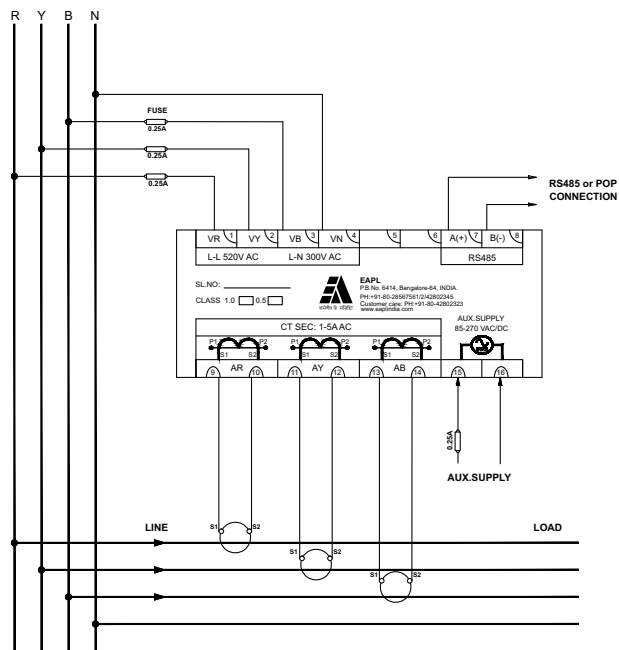 R Y B N
FUSE
0.25A
0.25A
0.25A
RS485 or POP
CONNECTION
VR 1 VY 2 VB 3 VN 4 5 6 A(+) 7 B(-) 8
L-L 520V AC L-N 300V AC RS485
SL.NO:
CLASS 1.0 0.5
EAPL
P.B.No. 6414, Bangalore-64, INDIA.
PH:+91-80-28567561/2/42802345
Customer care: PH:+91-80-42802323
www.eaplindia.com
AUX.SUPPLY
85-270 VAC/DC
CT SEC: 1-5A AC
P1 P2 P1 P2 P1 P2
S1 S2 S1 S2 S1 S2
9 AR 10 11 AY 12 13 AB 14 15 16
0.25A
AUX.SUPPLY
LINE LOAD
S1 S2
S1 S2
S1 S2